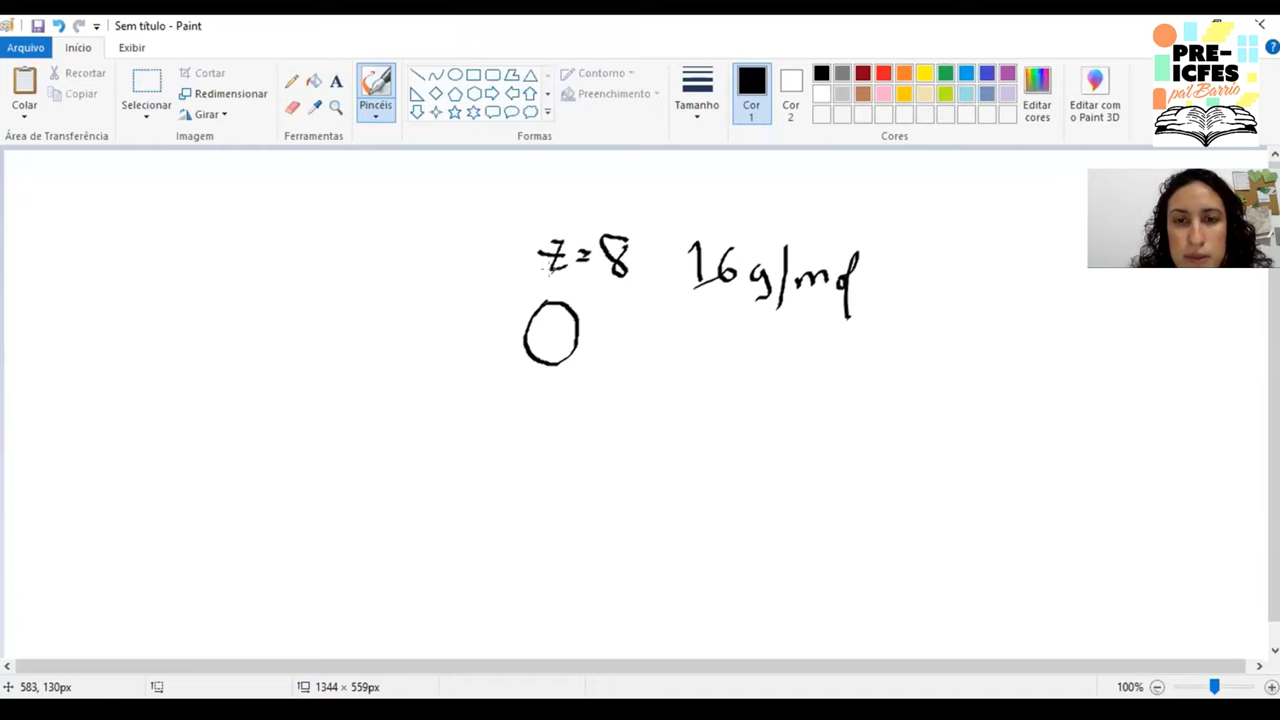 Sem título - Paint
Arquivo Início Exibir
Colar
Recortar
Copiar
Área de Transferência
Selecionar
Cortar
Redimensionar
Girar
Imagem
Ferramentas
Pincéis
Contorno
Preenchimento
Formas
Tamanho
Cor 1
Cor 2
Editar cores
Cores
Editar com o Paint 3D
PRE-
ICFES
pa'l Barrio
z=8 16 g/mol
O
583, 130px
1344 × 559px
100%